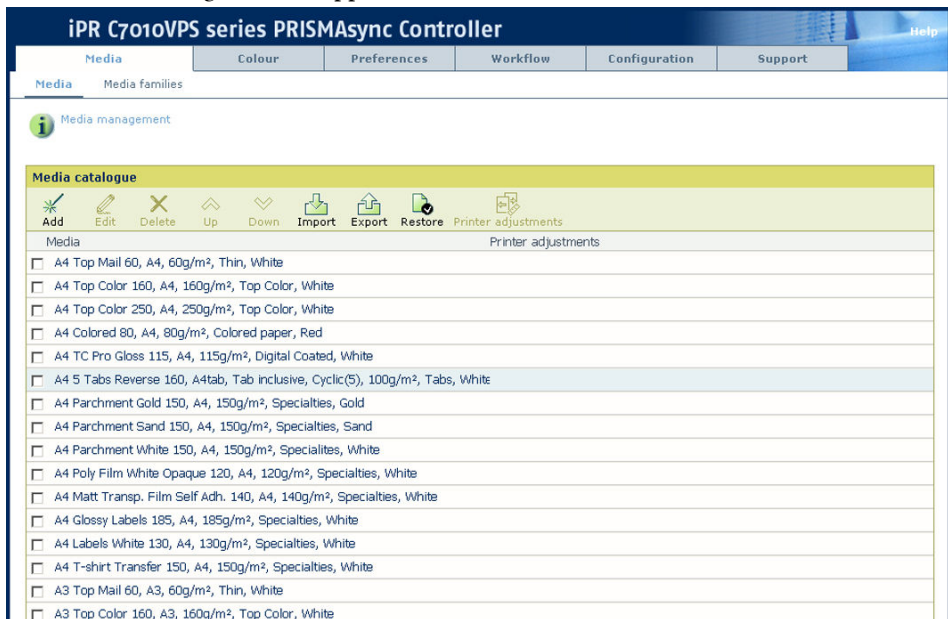 iPR C7010VPS series PRISMAsync Controller
Help
Media Colour Preferences Workflow Configuration Support
Media Media families
i Media management
Media catalogue
Add Edit Delete Up Down Import Export Restore Printer adjustments
Media Printer adjustments
A4 Top Mail 60, A4, 60g/m², Thin, White
A4 Top Color 160, A4, 160g/m², Top Color, White
A4 Top Color 250, A4, 250g/m², Top Color, White
A4 Colored 80, A4, 80g/m², Colored paper, Red
A4 TC Pro Gloss 115, A4, 115g/m², Digital Coated, White
A4 5 Tabs Reverse 160, A4tab, Tab inclusive, Cyclic(5), 100g/m², Tabs, White
A4 Parchment Gold 150, A4, 150g/m², Specialties, Gold
A4 Parchment Sand 150, A4, 150g/m², Specialties, Sand
A4 Parchment White 150, A4, 150g/m², Specialites, White
A4 Poly Film White Opaque 120, A4, 120g/m², Specialties, White
A4 Matt Transp. Film Self Adh. 140, A4, 140g/m², Specialties, White
A4 Glossy Labels 185, A4, 185g/m², Specialties, White
A4 Labels White 130, A4, 130g/m², Specialties, White
A4 T-shirt Transfer 150, A4, 150g/m², Specialties, White
A3 Top Mail 60, A3, 60g/m², Thin, White
A3 Top Color 160, A3, 160g/m², Top Color, White